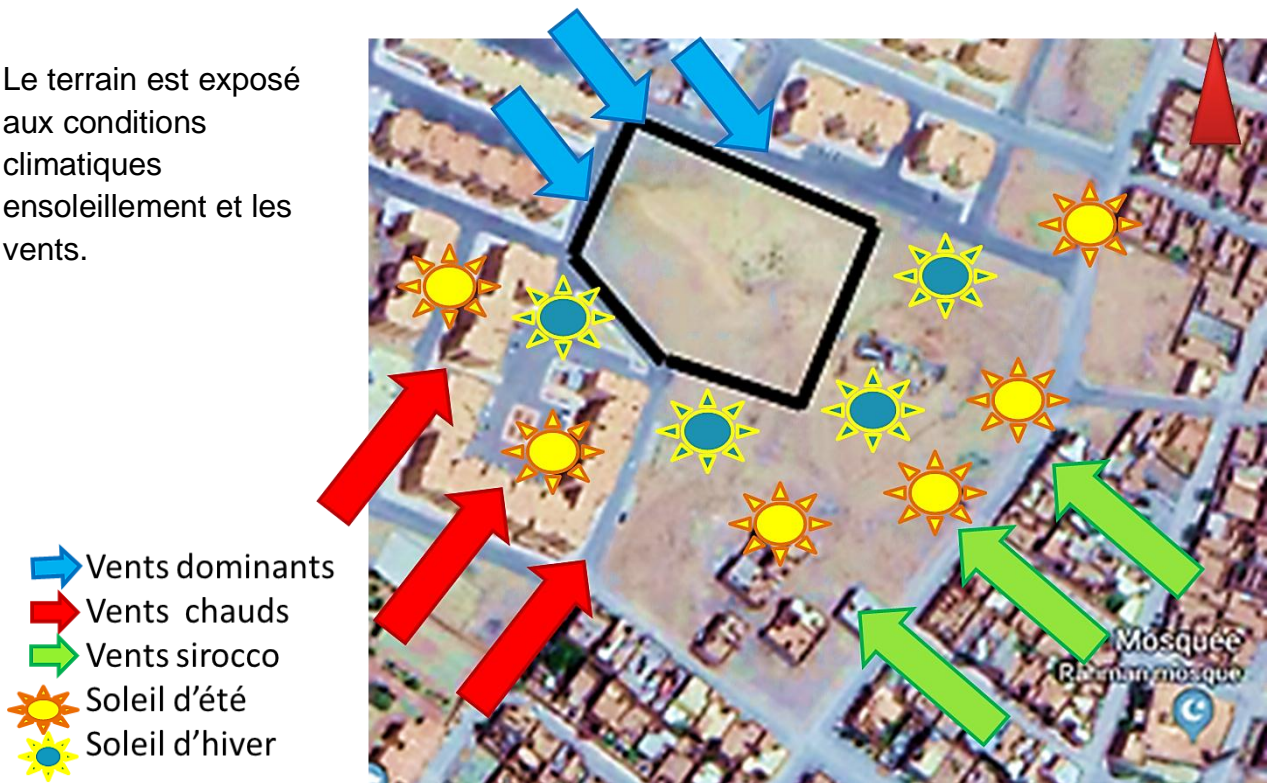 Le terrain est exposé
aux conditions
climatiques
ensoleillement et les
vents.
Vents dominants
Vents chauds
Vents sirocco
Soleil d'été
Soleil d'hiver
Mosquée
Rahman mosque